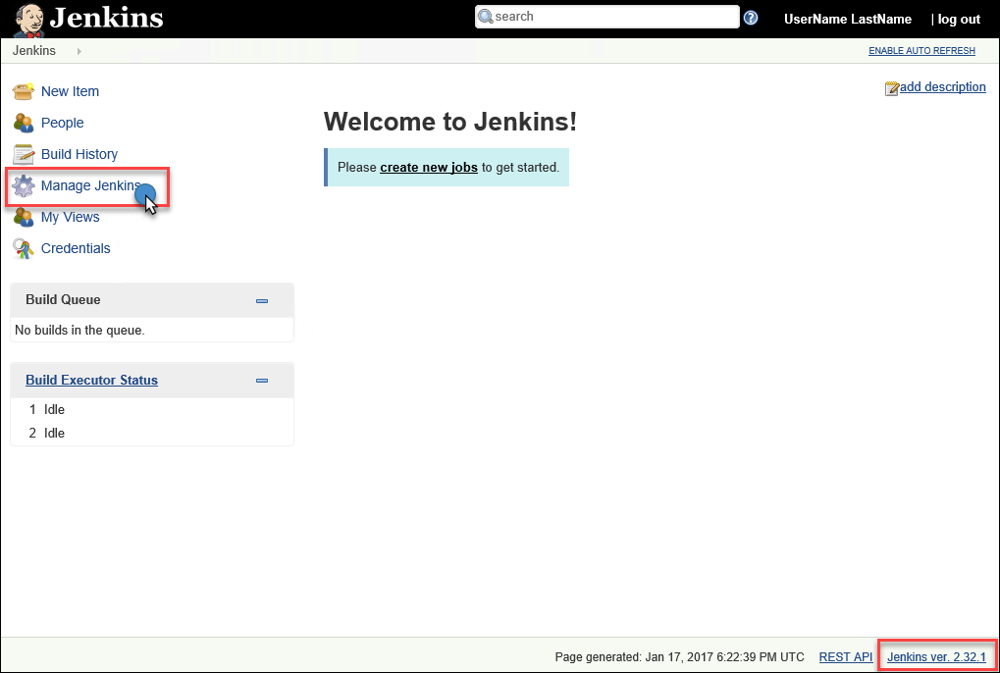 Jenkins
search
UserName LastName | log out
Jenkins
ENABLE AUTO REFRESH
New Item
People
Build History
Manage Jenkins
My Views
Credentials
add description
Welcome to Jenkins!
Please create new jobs to get started.
Build Queue
No builds in the queue.
Build Executor Status
1 Idle
2 Idle
Page generated: Jan 17, 2017 6:22:39 PM UTC REST API Jenkins ver. 2.32.1